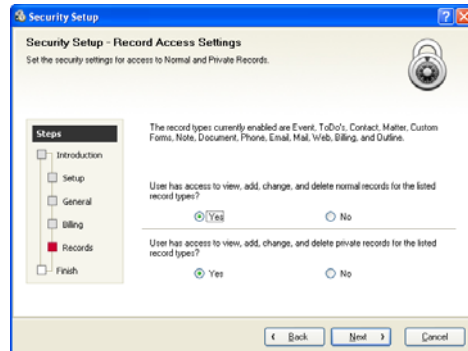 Security Setup
Security Setup - Record Access Settings
Set the security settings for access to Normal and Private Records.
Steps
Introduction
Setup
General
Billing
Records
Finish
The record types currently enabled are Event, ToDo's, Contact, Matter, Custom
Forms, Note, Document, Phone, Email, Mail, Web, Billing, and Outline.
User has access to view, add, change, and delete normal records for the listed
record types?
Yes No
User has access to view, add, change, and delete private records for the listed
record types?
Yes No
Back Next Cancel